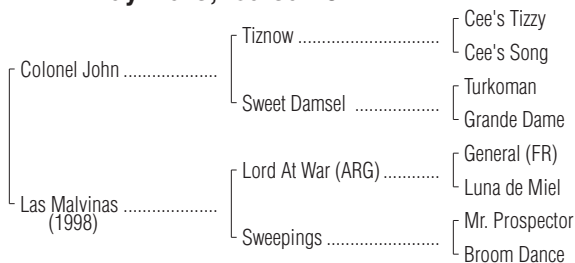 Colonel John ....................
Las Malvinas ....................
(1998)
Tiznow ..............................
Sweet Damsel ..................
Lord At War (ARG) ............
Sweepings ........................
Cee's Tizzy
Cee's Song
Turkoman
Grande Dame
General (FR)
Luna de Miel
Mr. Prospector
Broom Dance